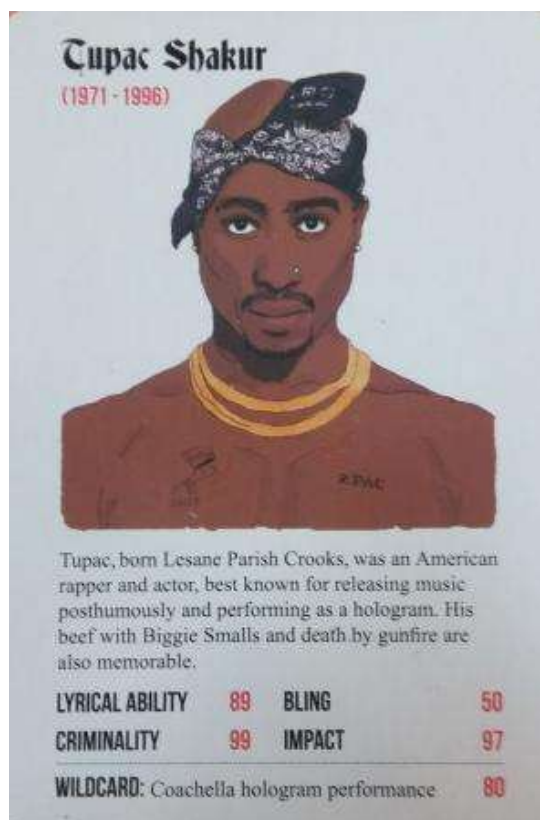 Tupac Shakur
(1971 - 1996)
2PAC
Tupac, born Lesane Parish Crooks, was an American
rapper and actor, best known for releasing music
posthumously and performing as a hologram. His
beef with Biggie Smalls and death by gunfire are
also memorable.
LYRICAL ABILITY 89 BLING 50
CRIMINALITY 99 IMPACT 97
WILDCARD: Coachella hologram performance 80